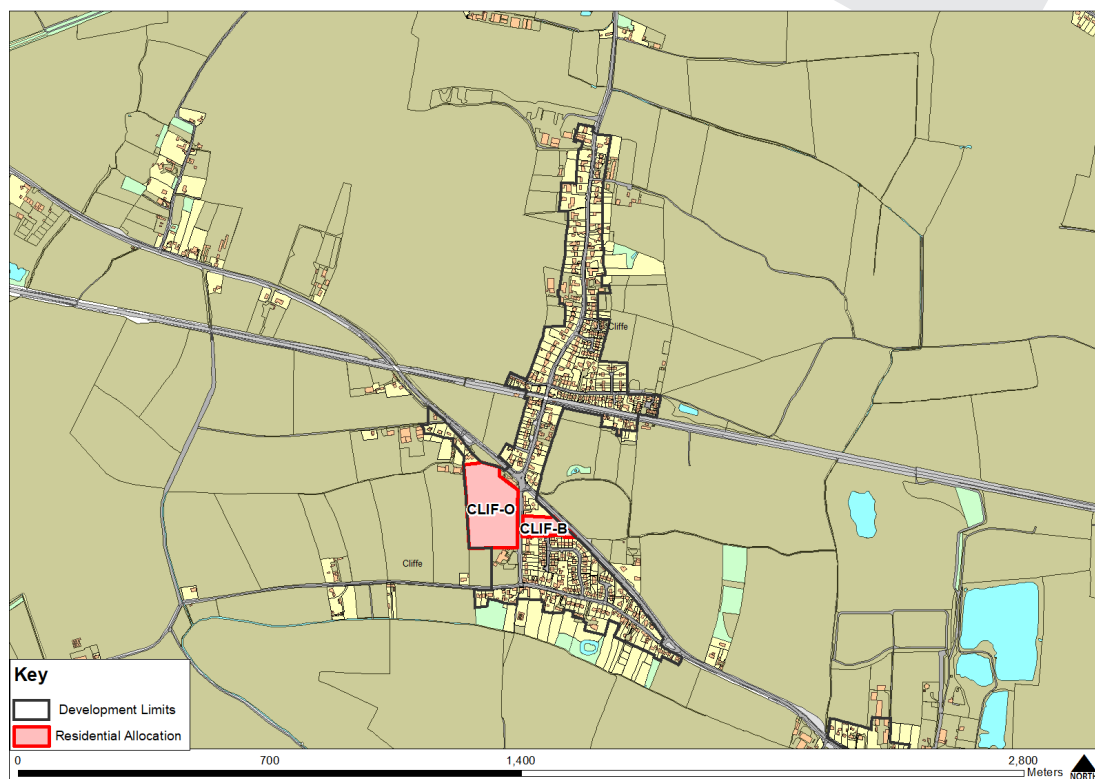 Cliffe
CLIF-O
CLIF-B
Cliffe
Key
Development Limits
Residential Allocation
0
700
1,400
2,800
Meters
NORTH